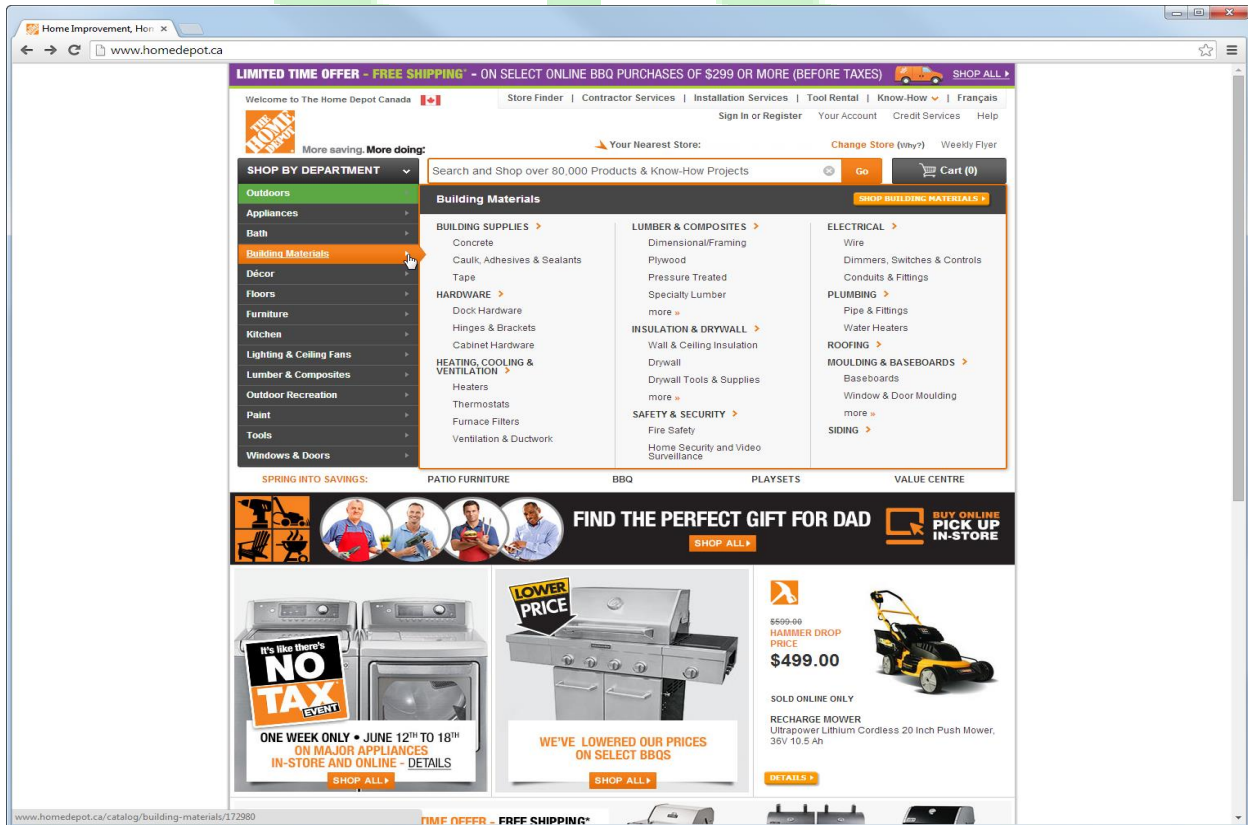 Home Improvement, Hon
www.homedepot.ca
LIMITED TIME OFFER - FREE SHIPPING* - ON SELECT ONLINE BBQ PURCHASES OF $299 OR MORE (BEFORE TAXES) SHOP ALL
Welcome to The Home Depot Canada Store Finder | Contractor Services | Installation Services | Tool Rental | Know-How | Français
Sign In or Register Your Account Credit Services Help
THE HOME DEPOT
More saving. More doing. Your Nearest Store: Change Store (Why?) Weekly Flyer
SHOP BY DEPARTMENT Search and Shop over 80,000 Products & Know-How Projects Go Cart (0)
Outdoors
Appliances
Bath
Building Materials
Décor
Floors
Furniture
Kitchen
Lighting & Ceiling Fans
Lumber & Composites
Outdoor Recreation
Paint
Tools
Windows & Doors
Building Materials SHOP BUILDING MATERIALS
BUILDING SUPPLIES >
Concrete
Caulk, Adhesives & Sealants
Tape
HARDWARE >
Dock Hardware
Hinges & Brackets
Cabinet Hardware
HEATING, COOLING &
VENTILATION >
Heaters
Thermostats
Furnace Filters
Ventilation & Ductwork
LUMBER & COMPOSITES >
Dimensional/Framing
Plywood
Pressure Treated
Specialty Lumber
more »
INSULATION & DRYWALL >
Wall & Ceiling Insulation
Drywall
Drywall Tools & Supplies
more »
SAFETY & SECURITY >
Fire Safety
Home Security and Video
Surveillance
ELECTRICAL >
Wire
Dimmers, Switches & Controls
Conduits & Fittings
PLUMBING >
Pipe & Fittings
Water Heaters
ROOFING >
MOULDING & BASEBOARDS >
Baseboards
Window & Door Moulding
more »
SIDING >
SPRING INTO SAVINGS: PATIO FURNITURE BBQ PLAYSETS VALUE CENTRE
FIND THE PERFECT GIFT FOR DAD
SHOP ALL
BUY ONLINE
PICK UP
IN-STORE
It's like there's
NO
TAX
EVENT
ONE WEEK ONLY • JUNE 12TH TO 18TH
ON MAJOR APPLIANCES
IN-STORE AND ONLINE - DETAILS
SHOP ALL
LOWER
PRICE
WE'VE LOWERED OUR PRICES
ON SELECT BBQS
SHOP ALL
$599.00
HAMMER DROP
PRICE
$499.00
SOLD ONLINE ONLY
RECHARGE MOWER
Ultrapower Lithium Cordless 20 Inch Push Mower,
36V 10.5 Ah
DETAILS
www.homedepot.ca/catalog/building-materials/172980
TIME OFFER - FREE SHIPPING*